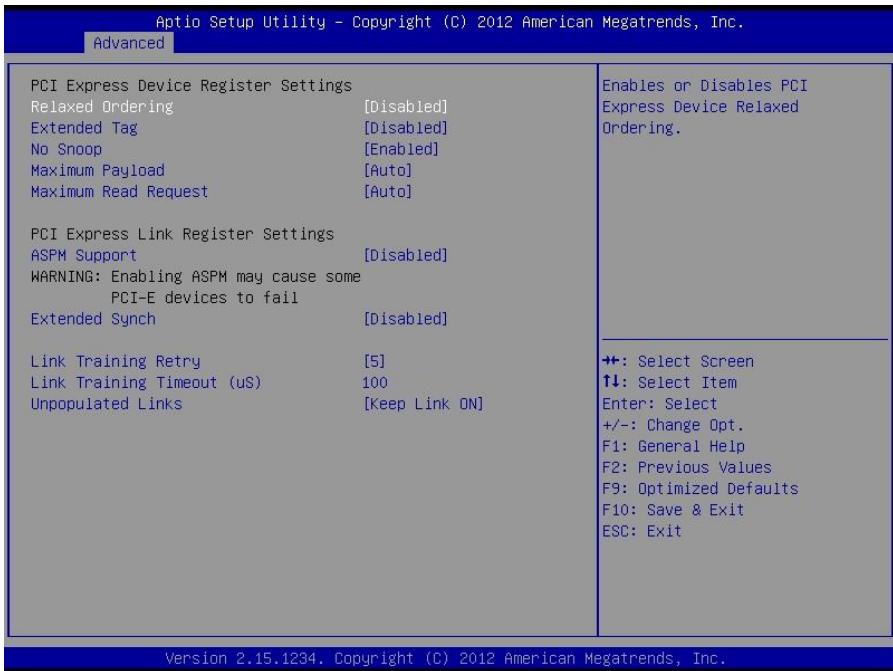 Aptio Setup Utility – Copyright (C) 2012 American Megatrends, Inc.
Advanced
PCI Express Device Register Settings
Relaxed Ordering [Disabled]
Extended Tag [Disabled]
No Snoop [Enabled]
Maximum Payload [Auto]
Maximum Read Request [Auto]
PCI Express Link Register Settings
ASPM Support [Disabled]
WARNING: Enabling ASPM may cause some
PCI-E devices to fail
Extended Synch [Disabled]
Link Training Retry [5]
Link Training Timeout (uS) 100
Unpopulated Links [Keep Link ON]
Enables or Disables PCI
Express Device Relaxed
Ordering.
→←: Select Screen
↑↓: Select Item
Enter: Select
+/-: Change Opt.
F1: General Help
F2: Previous Values
F9: Optimized Defaults
F10: Save & Exit
ESC: Exit
Version 2.15.1234. Copyright (C) 2012 American Megatrends, Inc.